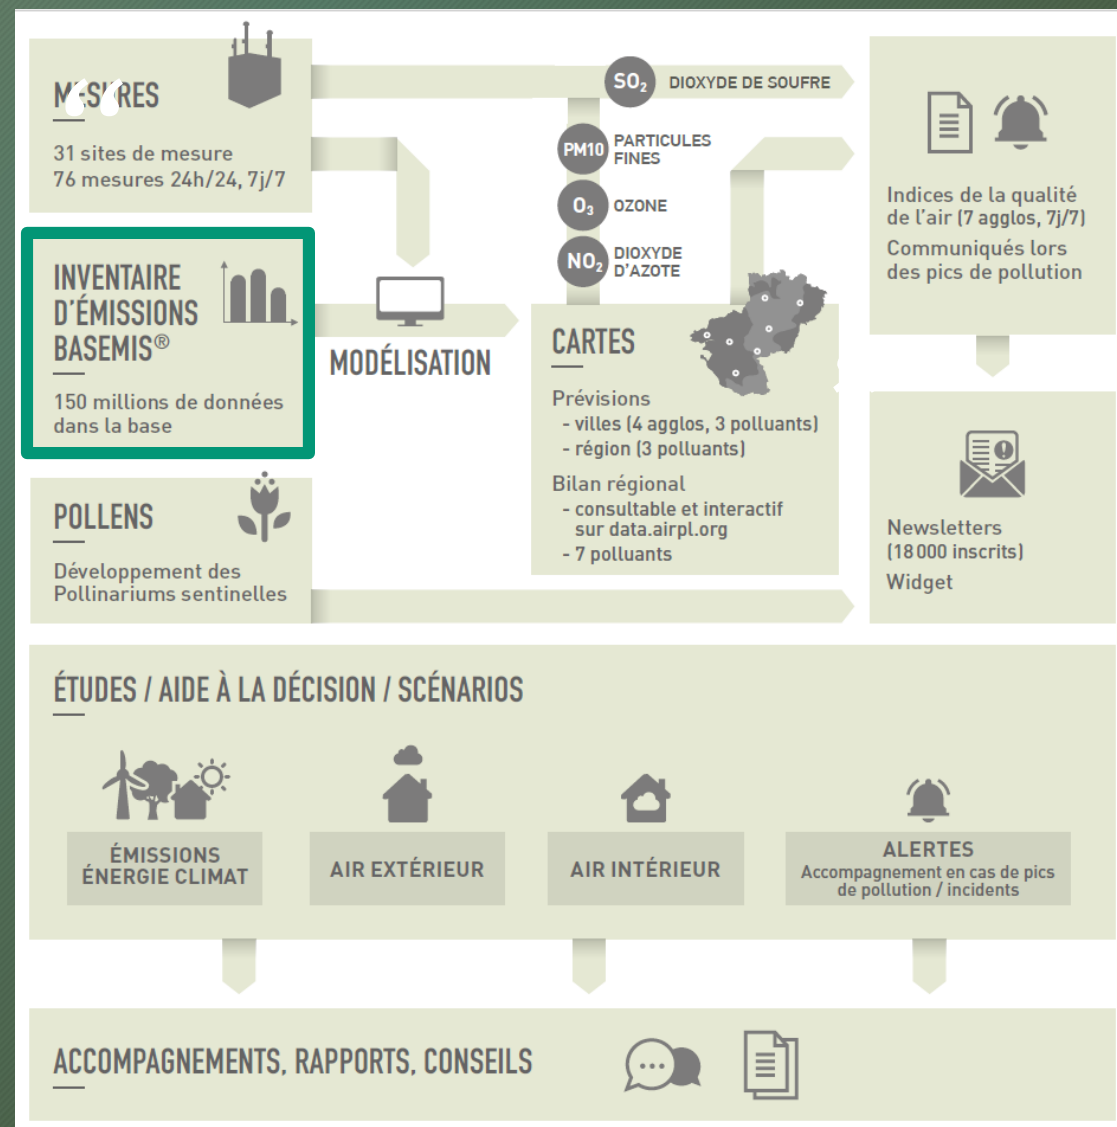 MESURES
31 sites de mesure
76 mesures 24h/24, 7j/7
INVENTAIRE
D'ÉMISSIONS
BASEMIS®
150 millions de données
dans la base
POLLENS
Développement des
Pollinariums sentinelles
MODÉLISATION
SO₂ DIOXYDE DE SOUFRE
PM10 PARTICULES
FINES
O₃ OZONE
NO₂ DIOXYDE
D'AZOTE
CARTES
Prévisions
- villes (4 agglos, 3 polluants)
- région (3 polluants)
Bilan régional
- consultable et interactif
sur data.airpl.org
- 7 polluants
Indices de la qualité
de l'air (7 agglos, 7j/7)
Communiqués lors
des pics de pollution
Newsletters
(18 000 inscrits)
Widget
ÉTUDES / AIDE À LA DÉCISION / SCÉNARIOS
ÉMISSIONS
ÉNERGIE CLIMAT
AIR EXTÉRIEUR
AIR INTÉRIEUR
ALERTES
Accompagnement en cas de pics
de pollution / incidents
ACCOMPAGNEMENTS, RAPPORTS, CONSEILS